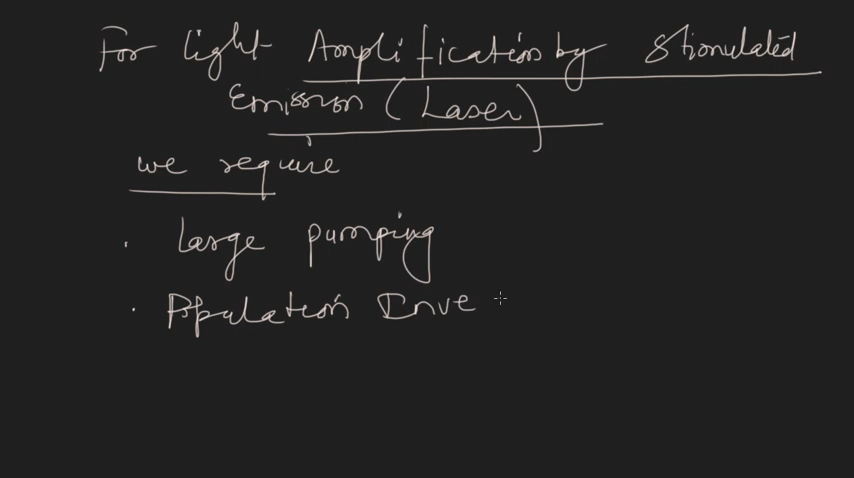 For light Amplification by Stimulated
Emission (Laser)
we require
· Large pumping
· Population Inve